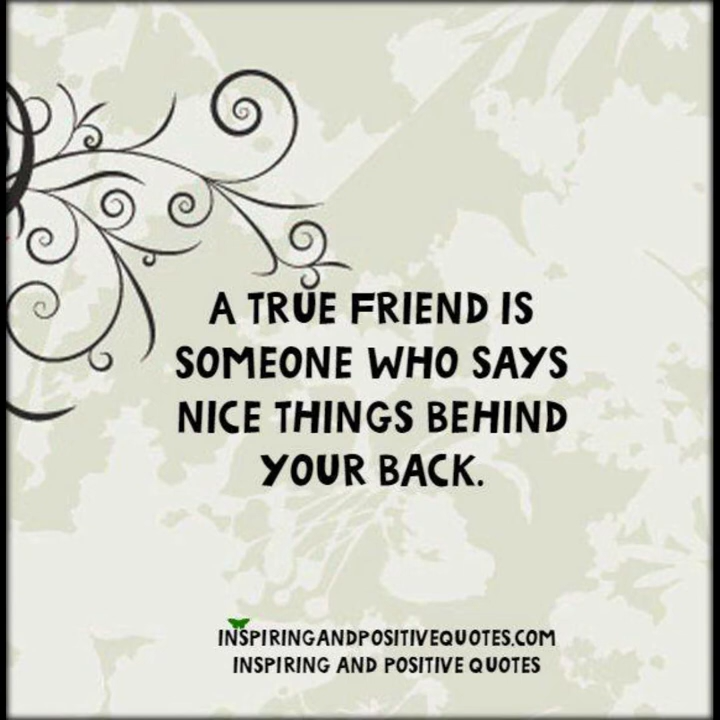 A TRUE FRIEND IS
SOMEONE WHO SAYS
NICE THINGS BEHIND
YOUR BACK.
INSPIRINGANDPOSITIVEQUOTES.COM
INSPIRING AND POSITIVE QUOTES